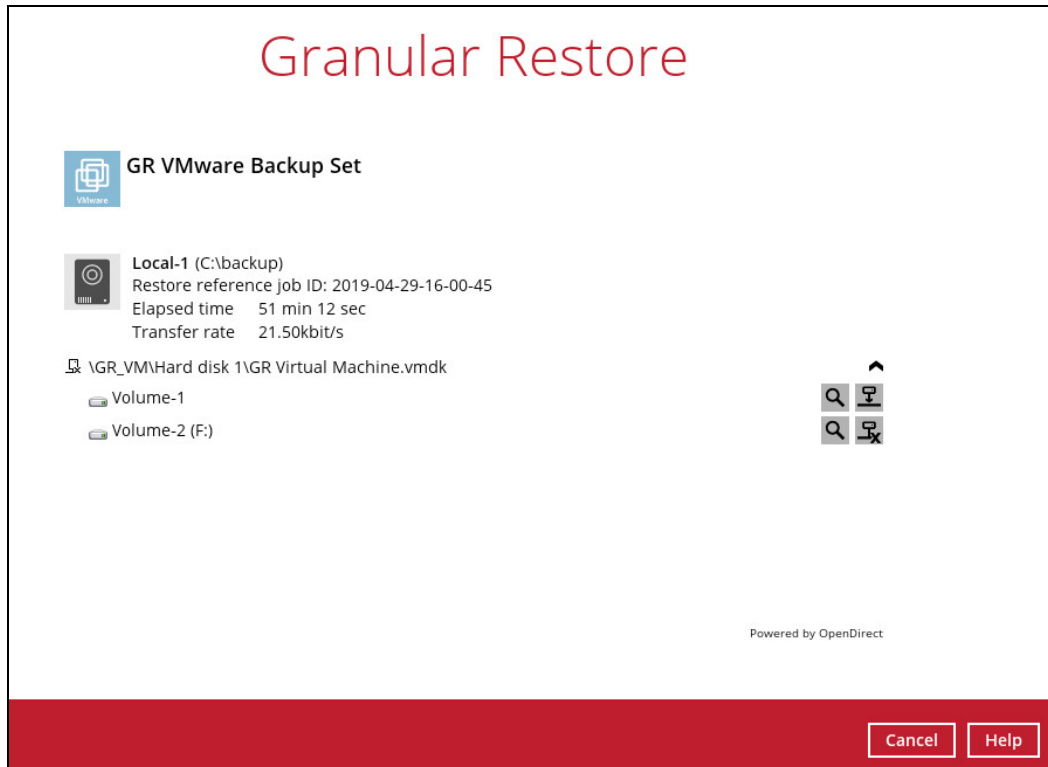 Granular Restore
GR VMware Backup Set
VMware
Local-1 (C:\backup)
Restore reference job ID: 2019-04-29-16-00-45
Elapsed time 51 min 12 sec
Transfer rate 21.50kbit/s
\GR_VM\Hard disk 1\GR Virtual Machine.vmdk
Volume-1
Volume-2 (F:)
Powered by OpenDirect
Cancel Help